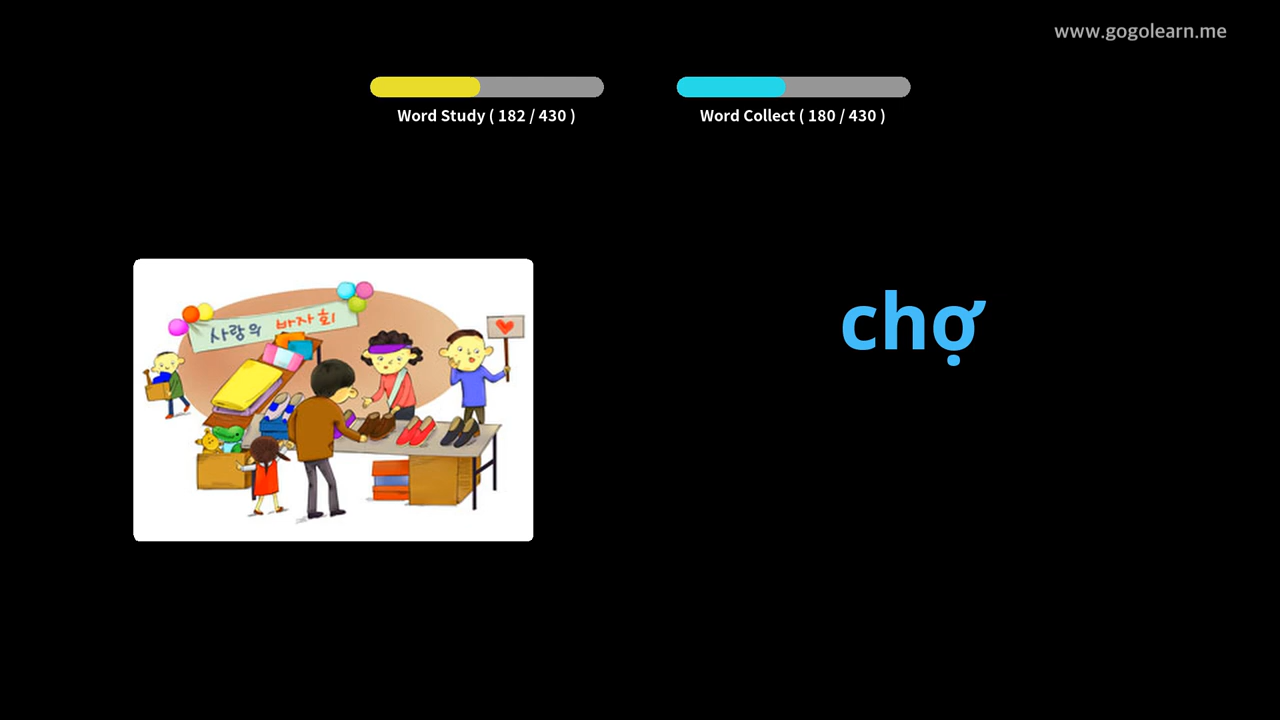 www.gogolearn.me
Word Study ( 182 / 430 )
Word Collect ( 180 / 430 )
사랑의 바자회
chợ